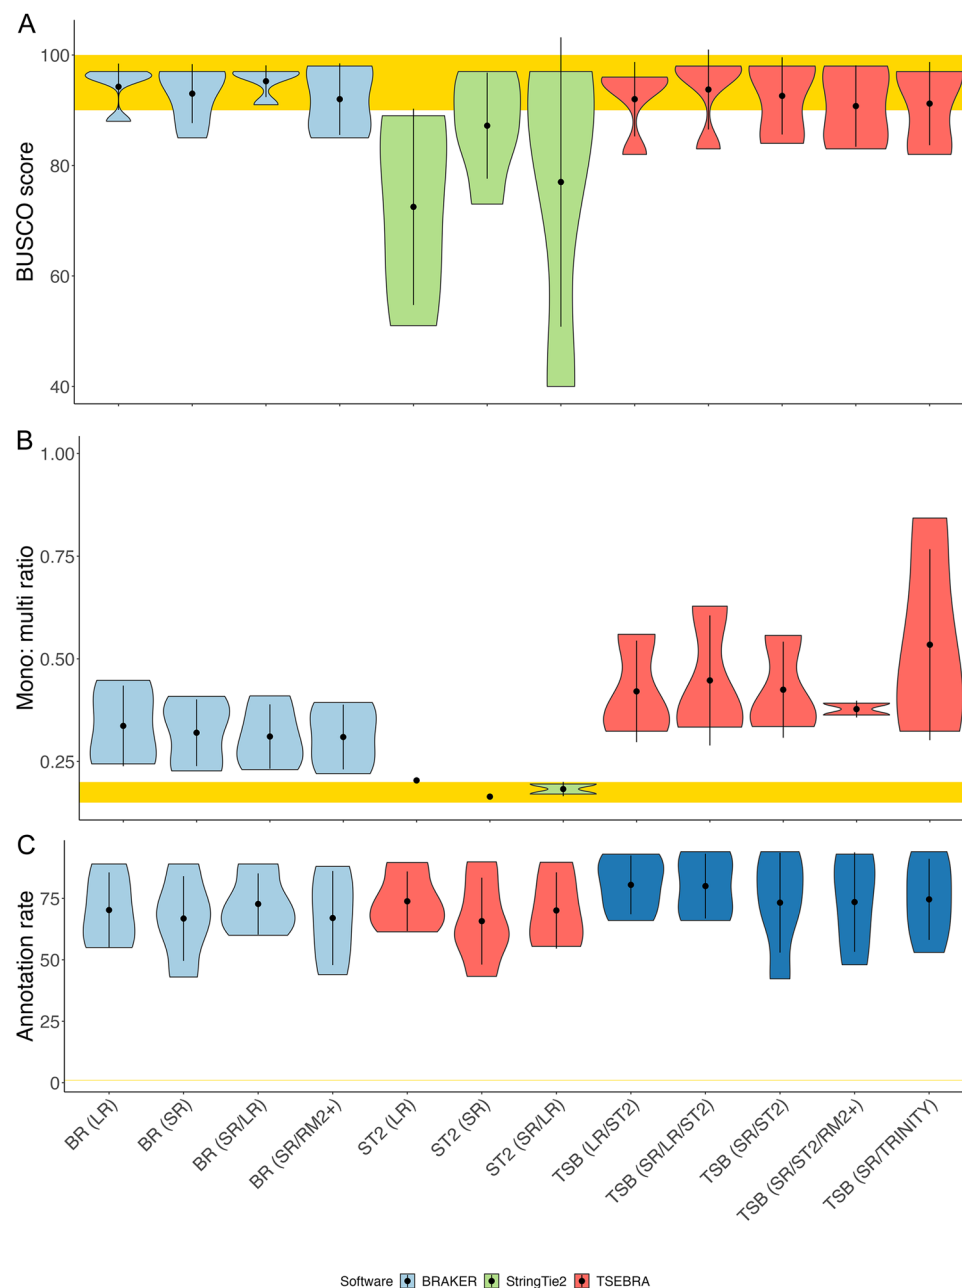 A
BUSCO score
100
80
60
40
B
Mono: multi ratio
1.00
0.75
0.50
0.25
C
Annotation rate
75
50
25
0
BR (LR)
BR (SR)
BR (SR/LR)
BR (SR/RM2+)
ST2 (LR)
ST2 (SR)
ST2 (SR/LR)
TSB (LR/ST2)
TSB (SR/LR/ST2)
TSB (SR/ST2)
TSB (SR/ST2/RM2+)
TSB (SR/TRINITY)
Software BRAKER StringTie2 TSEBRA